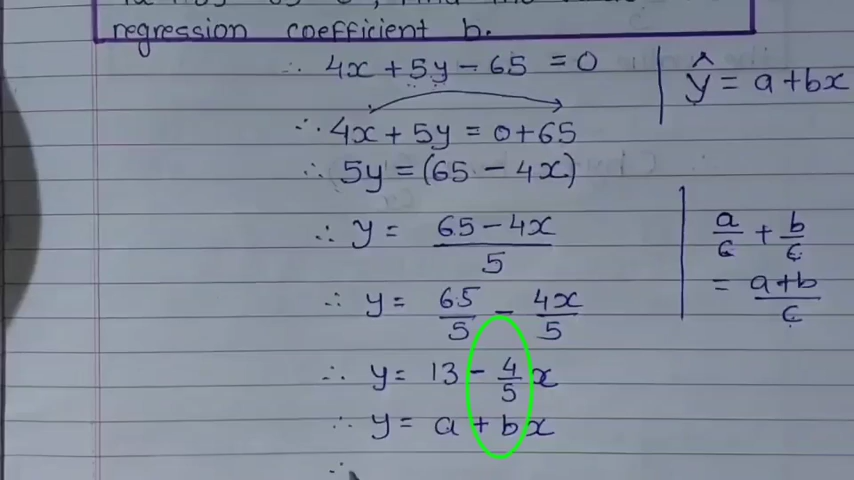 regression coefficient b.
∴ 4x + 5y - 65 = 0
ŷ = a + bx
∴ 4x + 5y = 0 + 65
∴ 5y = (65 - 4x)
∴ y = (65 - 4x)/5
a/c + b/c
= (a+b)/c
∴ y = 65/5 - 4x/5
∴ y = 13 - 4/5 x
∴ y = a + bx
∴